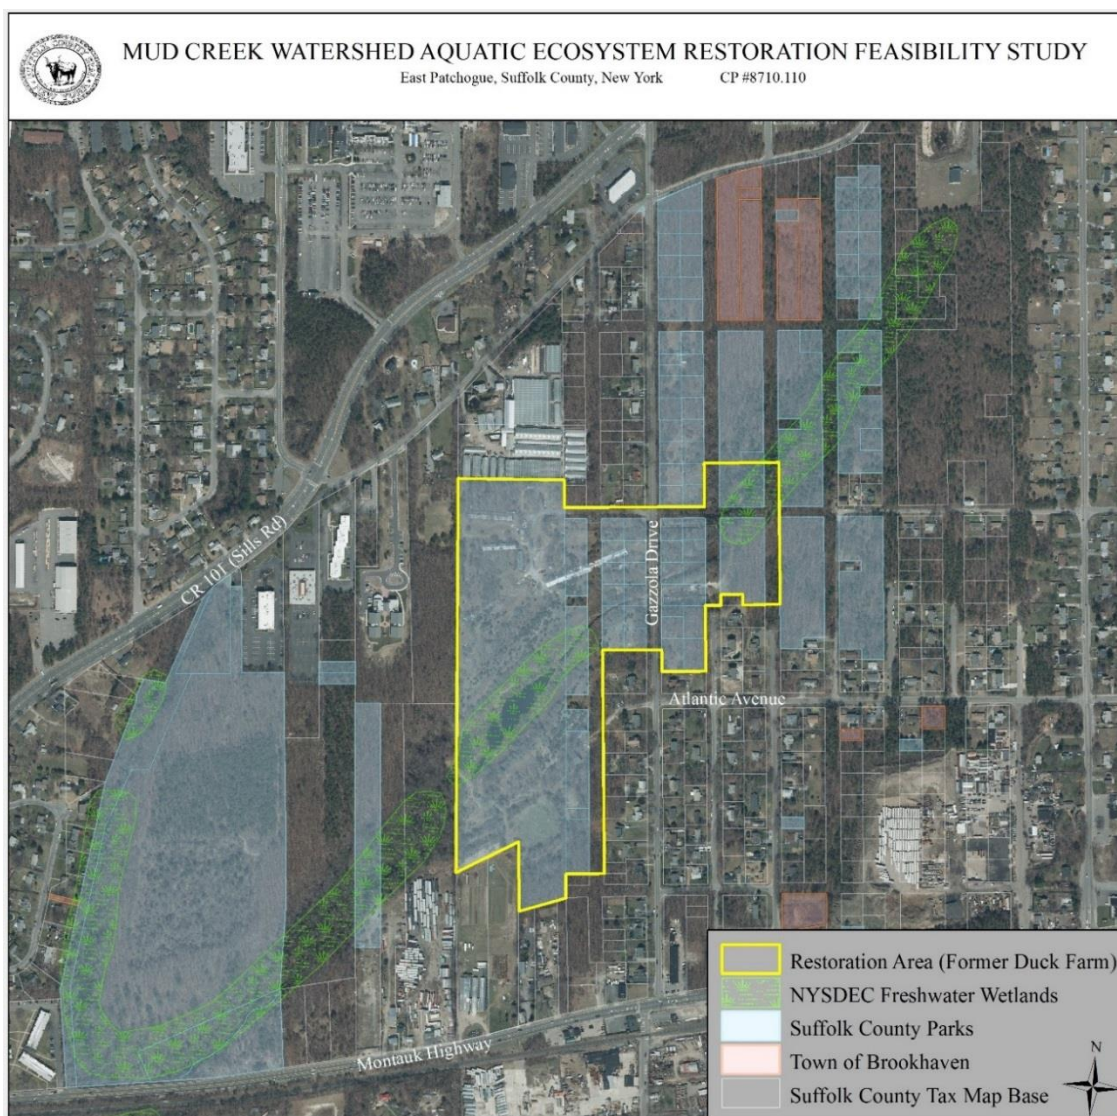 MUD CREEK WATERSHED AQUATIC ECOSYSTEM RESTORATION FEASIBILITY STUDY
East Patchogue, Suffolk County, New York CP #8710.110
CR 101 (Sills Rd)
Gazzola Drive
Atlantic Avenue
Montauk Highway
Restoration Area (Former Duck Farm)
NYSDEC Freshwater Wetlands
Suffolk County Parks
Town of Brookhaven
Suffolk County Tax Map Base
N